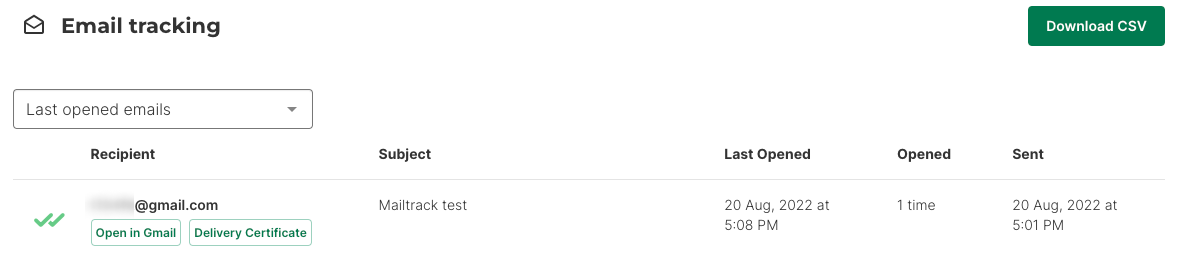 Email tracking
Download CSV
Last opened emails
Recipient Subject Last Opened Opened Sent
@gmail.com Mailtrack test 20 Aug, 2022 at 1 time 20 Aug, 2022 at
5:08 PM 5:01 PM
Open in Gmail Delivery Certificate